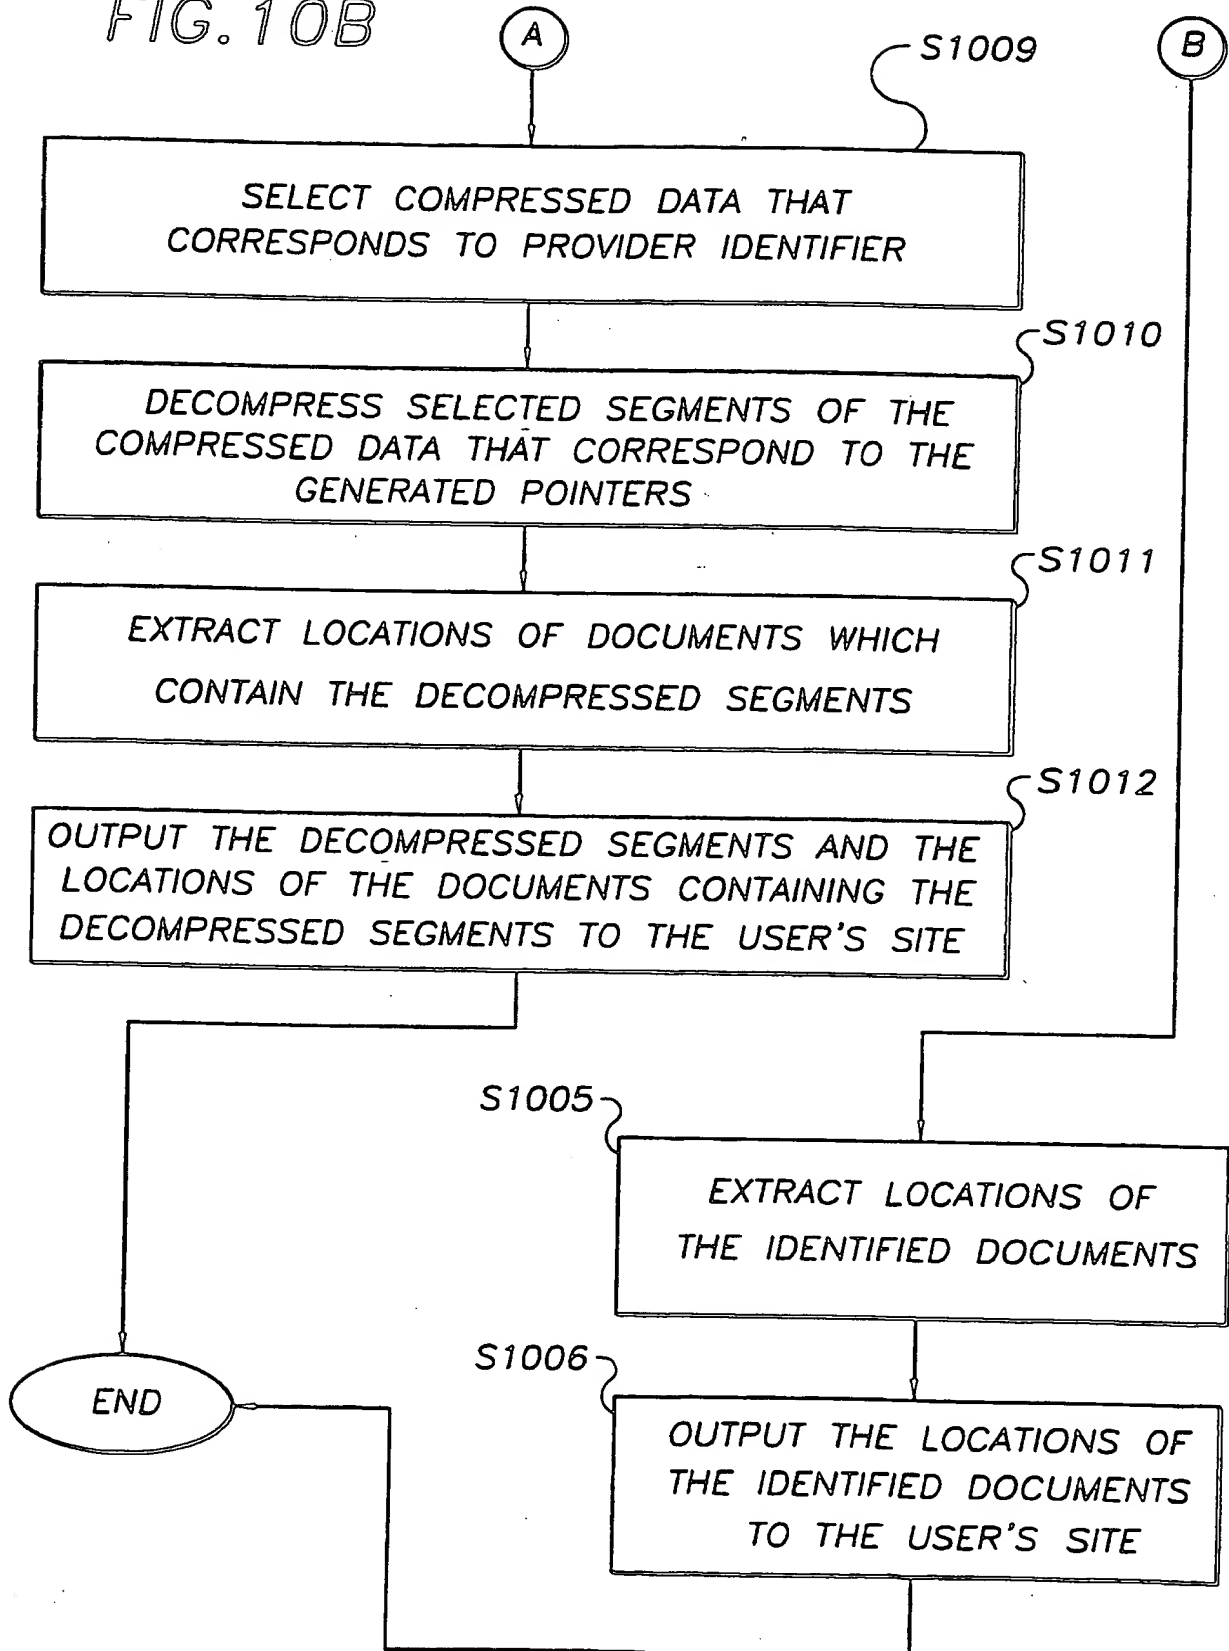 FIG. 10B
A
S1009
B
SELECT COMPRESSED DATA THAT
CORRESPONDS TO PROVIDER IDENTIFIER
S1010
DECOMPRESS SELECTED SEGMENTS OF THE
COMPRESSED DATA THAT CORRESPOND TO THE
GENERATED POINTERS
S1011
EXTRACT LOCATIONS OF DOCUMENTS WHICH
CONTAIN THE DECOMPRESSED SEGMENTS
S1012
OUTPUT THE DECOMPRESSED SEGMENTS AND THE
LOCATIONS OF THE DOCUMENTS CONTAINING THE
DECOMPRESSED SEGMENTS TO THE USER'S SITE
S1005
EXTRACT LOCATIONS OF
THE IDENTIFIED DOCUMENTS
S1006
END
OUTPUT THE LOCATIONS OF
THE IDENTIFIED DOCUMENTS
TO THE USER'S SITE